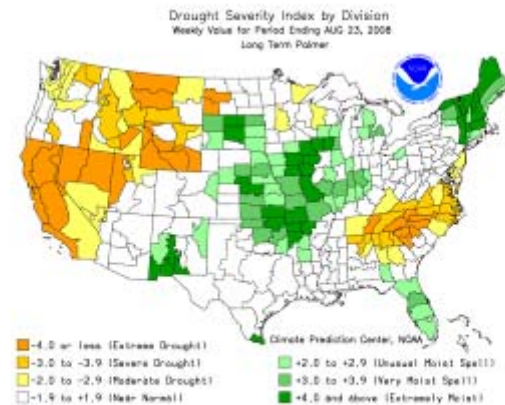 Drought Severity Index by Division
Weekly Value for Period Ending AUG 23, 2008
Long Term Palmer
NOAA
Climate Prediction Center, NOAA
-4.0 or less (Extreme Drought)
-3.0 to -3.9 (Severe Drought)
-2.0 to -2.9 (Moderate Drought)
-1.9 to +1.9 (Near Normal)
+2.0 to +2.9 (Unusual Moist Spell)
+3.0 to +3.9 (Very Moist Spell)
+4.0 and above (Extremely Moist)